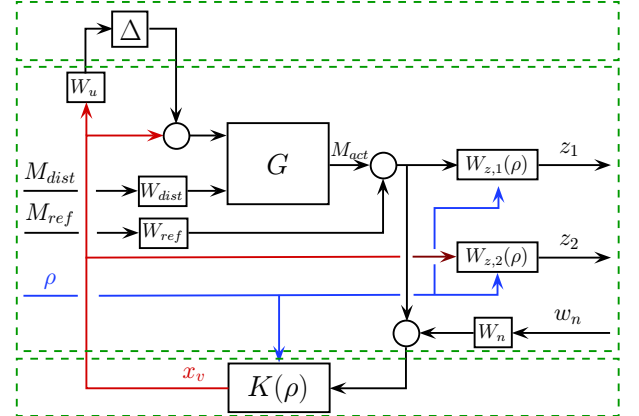 Δ
W_u
G
M_act
W_z,1(ρ)
z_1
M_dist
W_dist
M_ref
W_ref
W_z,2(ρ)
z_2
ρ
W_n
w_n
x_v
K(ρ)